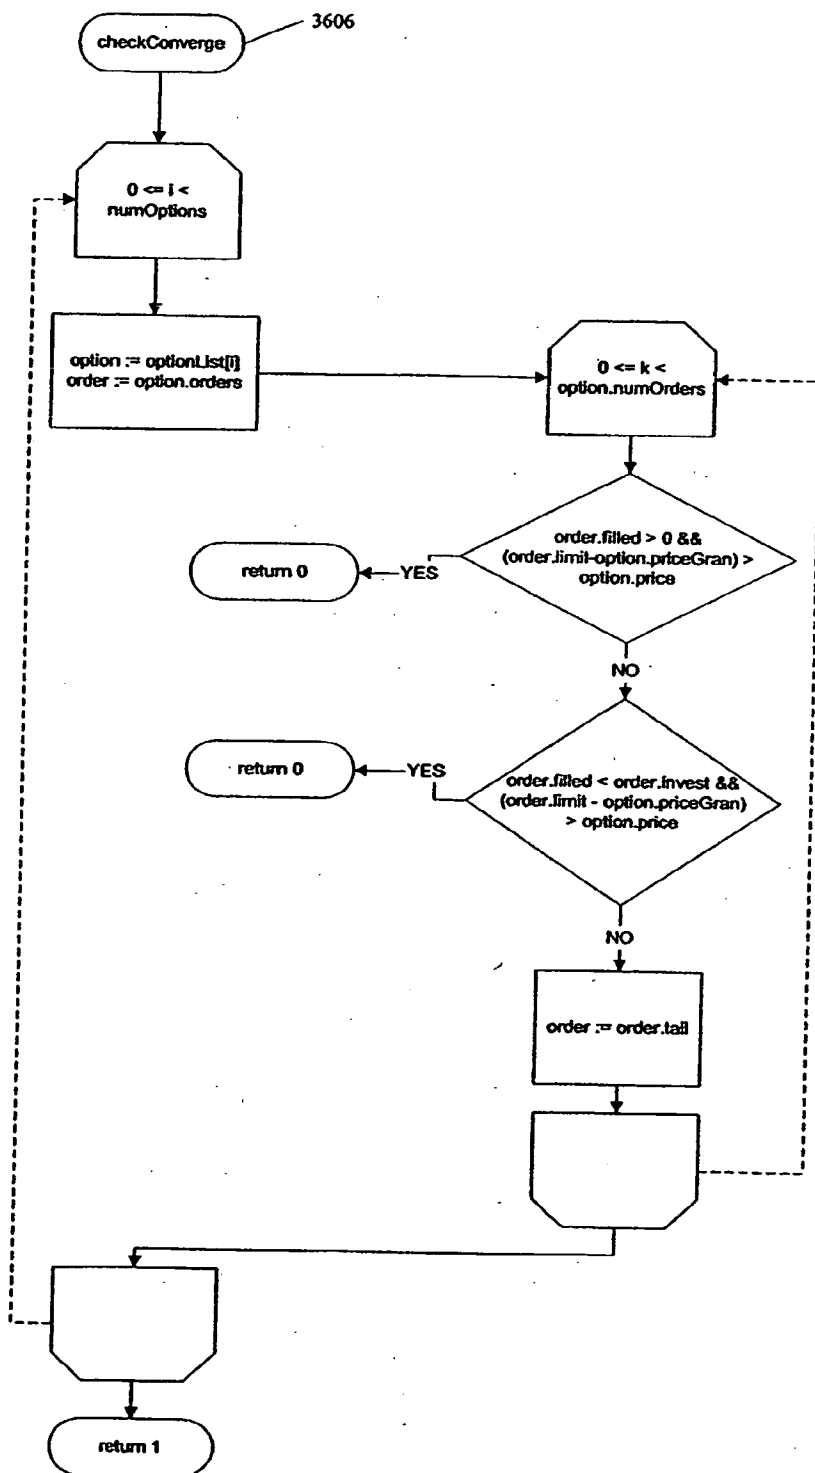 3606
checkConverge
0 <= i <
numOptions
option := optionList[i]
order := option.orders
0 <= k <
option.numOrders
order.filled > 0 &&
(order.limit-option.priceGran) >
option.price
YES
return 0
NO
order.filled < order.invest &&
(order.limit - option.priceGran)
> option.price
YES
return 0
NO
order := order.tail
return 1